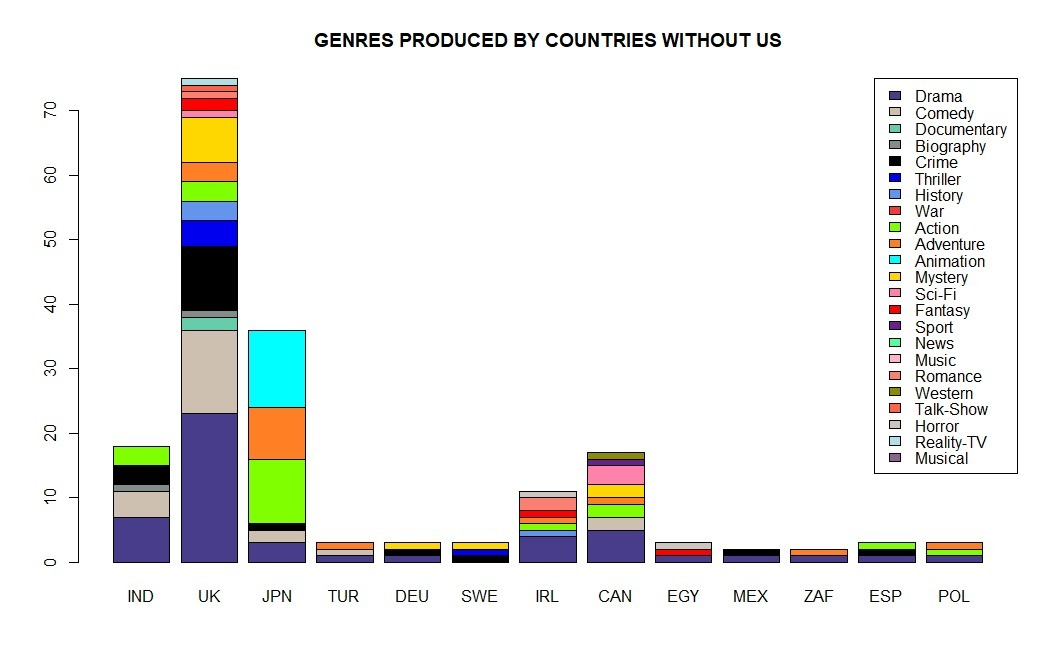 GENRES PRODUCED BY COUNTRIES WITHOUT US
70
60
50
40
30
20
10
0
IND UK JPN TUR DEU SWE IRL CAN EGY MEX ZAF ESP POL
Drama
Comedy
Documentary
Biography
Crime
Thriller
History
War
Action
Adventure
Animation
Mystery
Sci-Fi
Fantasy
Sport
News
Music
Romance
Western
Talk-Show
Horror
Reality-TV
Musical